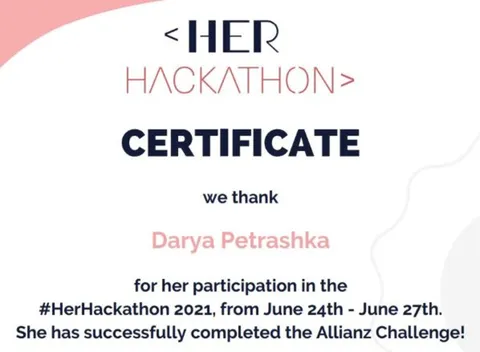 <HER
HACKATHON>
CERTIFICATE
we thank
Darya Petrashka
for her participation in the
#HerHackathon 2021, from June 24th - June 27th.
She has successfully completed the Allianz Challenge!